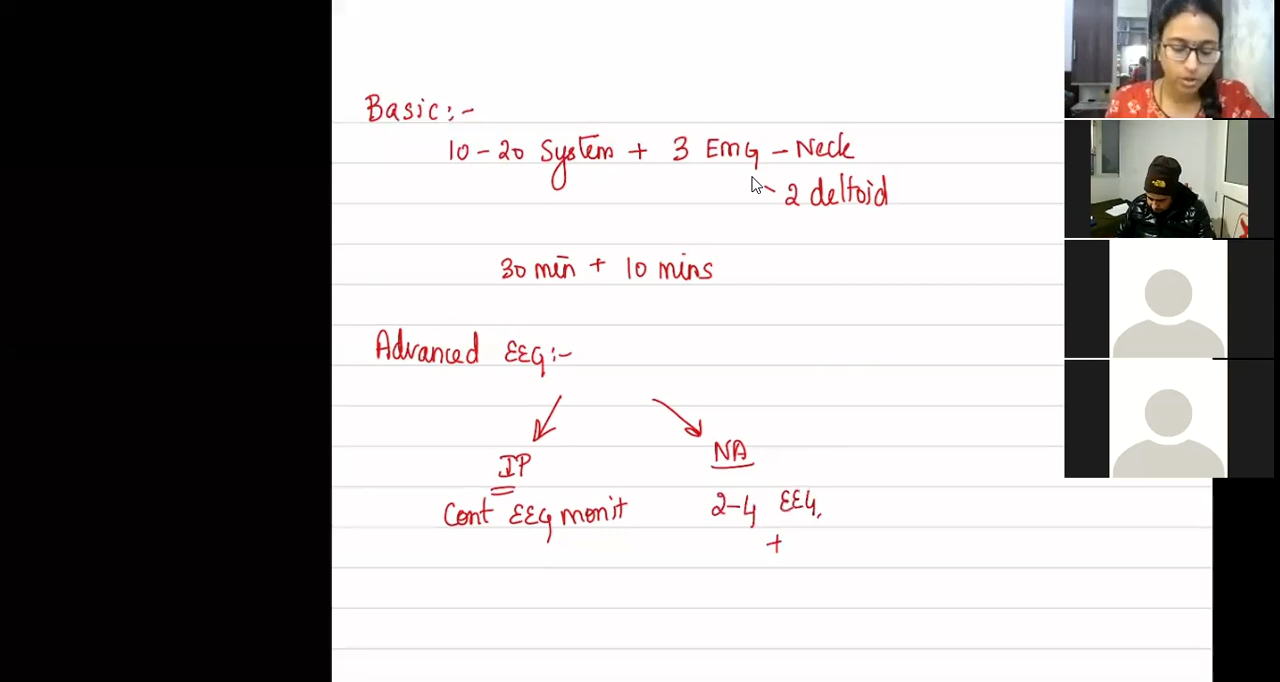 Basic:-
10-20 System + 3 EMG - Neck
- 2 deltoid
30 min + 10 mins
Advanced EEG:-
IP
NA
Cont EEG monit
2-4 EEG,
+